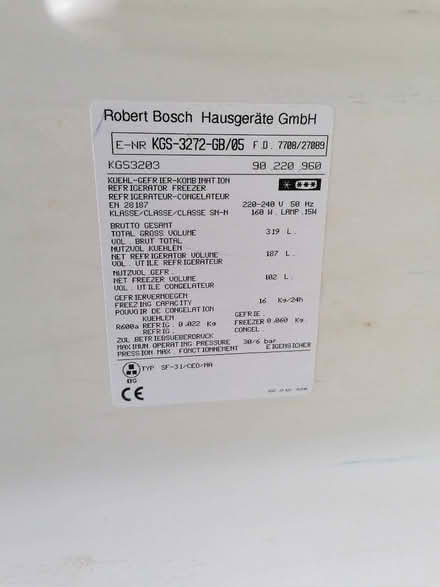 Robert Bosch Hausgeräte GmbH
E-NR KGS-3272-GB/05 F.D. 7708/27089
KGS3203 90 220 960
KUEHL-GEFRIER-KOMBINATION
REFRIGERATOR FREEZER
REFRIGERATEUR-CONGELATEUR
EN 28187 220-240 V 50 Hz
KLASSE/CLASSE/CLASSE SN-N 160 W. LAMP.15W
BRUTTO GESAMT
TOTAL GROSS VOLUME 319 L.
VOL. BRUT TOTAL
NUTZVOL KUEHLEN
NET REFRIGERATOR VOLUME 187 L.
VOL. UTILE REFRIGERATEUR
NUTZVOL GEFR.
NET FREEZER VOLUME 102 L.
VOL. UTILE CONGELATEUR
GEFRIERVERMOEGEN
FREEZING CAPACITY 16 Kg/24h
POUVOIR DE CONGELATION
KUEHLEN GEFRIE.
R600a REFRIG. 0.022 Kg FREEZER 0.060 Kg
REFRIG. CONGEL.
ZUL BETRIEBSUEBERDRUCK
MAXIMUM OPERATING PRESSURE 30/6 bar
PRESSION MAX. FONCTIONNEMENT EIGENSICHER
TYP SF-31/CED/MA
CE